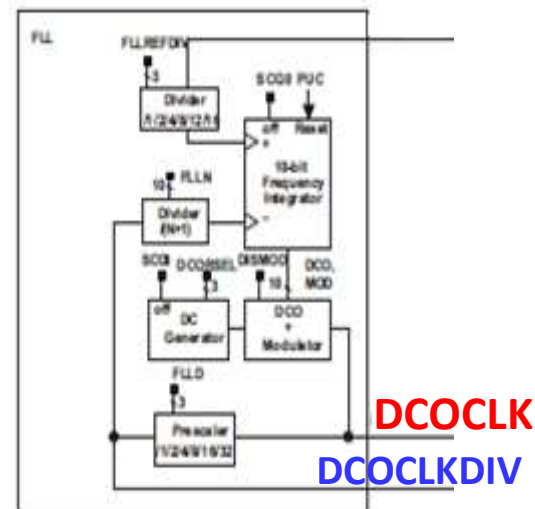 FLL
FLLREFDIV
3
Divider
/1/2/4/8/12/16
SCG0 PUC
off Reset
+
10-bit
Frequency
Integrator
-
10
FLLN
Divider
/(N+1)
SCG1 DCORSEL DISMOD
3
10
DCO,
MOD
off
DC
Generator
DCO
+
Modulator
FLLD
3
Prescaler
/1/2/4/8/16/32
DCOCLK
DCOCLKDIV